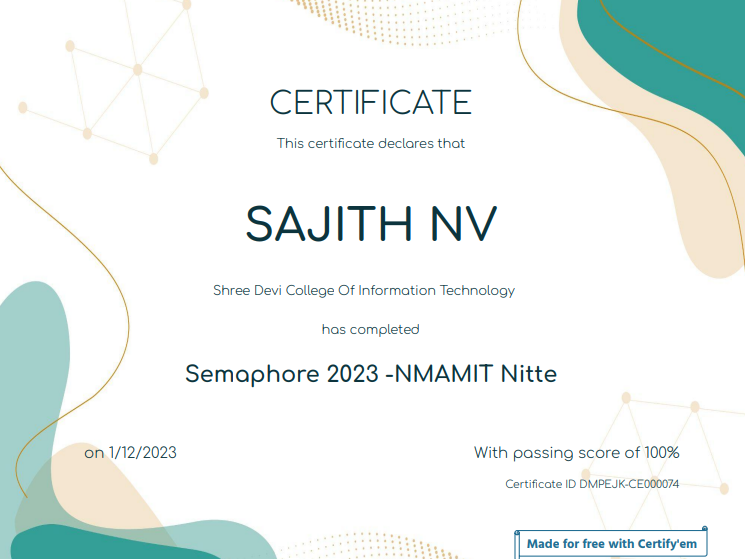 CERTIFICATE
This certificate declares that
SAJITH NV
Shree Devi College Of Information Technology
has completed
Semaphore 2023 -NMAMIT Nitte
on 1/12/2023
With passing score of 100%
Certificate ID DMPEJK-CE000074
Made for free with Certify'em